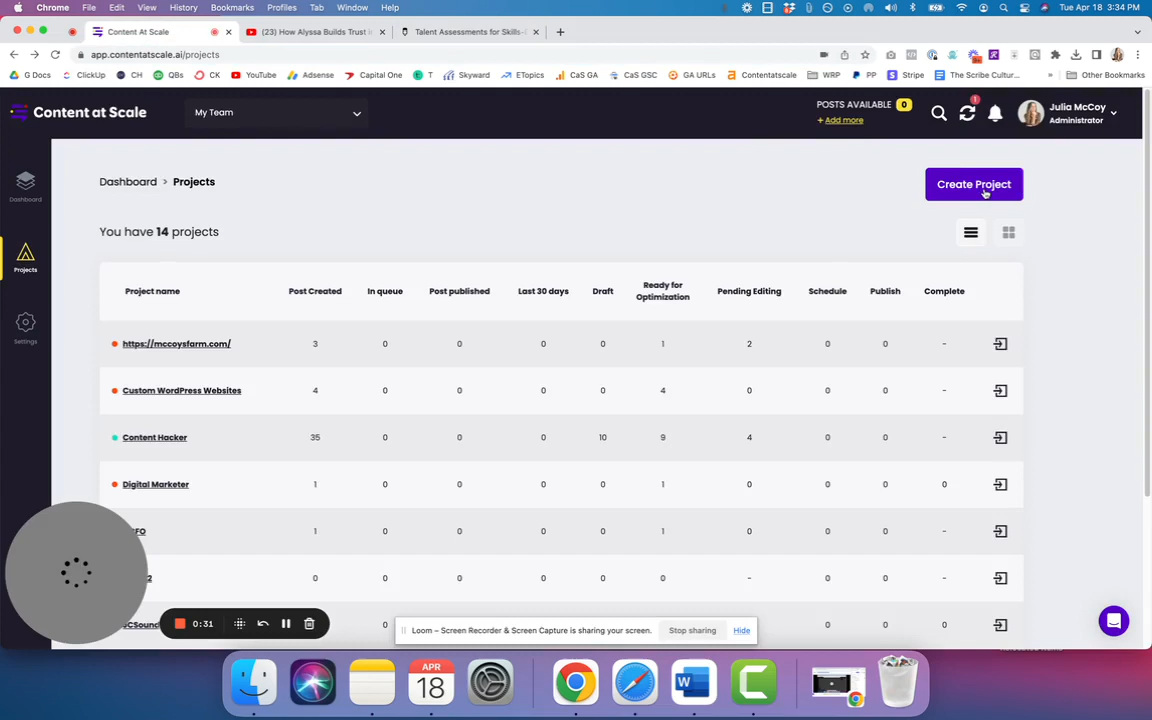 Chrome File Edit View History Bookmarks Profiles Tab Window Help
Tue Apr 18 3:34 PM
Content At Scale
(23) How Alyssa Builds Trust i
Talent Assessments for Skills-
app.contentatscale.ai/projects
G Docs ClickUp CH QBs CK YouTube Adsense Capital One T Skyward ETopics CaS GA CaS GSC GA URLs Contentatscale WRP PP Stripe The Scribe Cultur... » Other Bookmarks
Content at Scale
My Team
POSTS AVAILABLE 0
+ Add more
1
Julia McCoy
Administrator
Dashboard
Projects
Settings
Dashboard > Projects
Create Project
You have 14 projects
Project name Post Created In queue Post published Last 30 days Draft Ready for Optimization Pending Editing Schedule Publish Complete
https://mccoysfarm.com/ 3 0 0 0 0 1 2 0 0 -
Custom WordPress Websites 4 0 0 0 0 4 0 0 0 -
Content Hacker 35 0 0 0 10 9 4 0 0 -
Digital Marketer 1 0 0 0 0 1 0 0 0 0
FO 1 0 0 0 0 1 0 0 0 -
2 0 0 0 0 0 0 - 0 0 -
CSound 0 0 0 0
0:31
Loom – Screen Recorder & Screen Capture is sharing your screen.
Stop sharing
Hide
APR
18